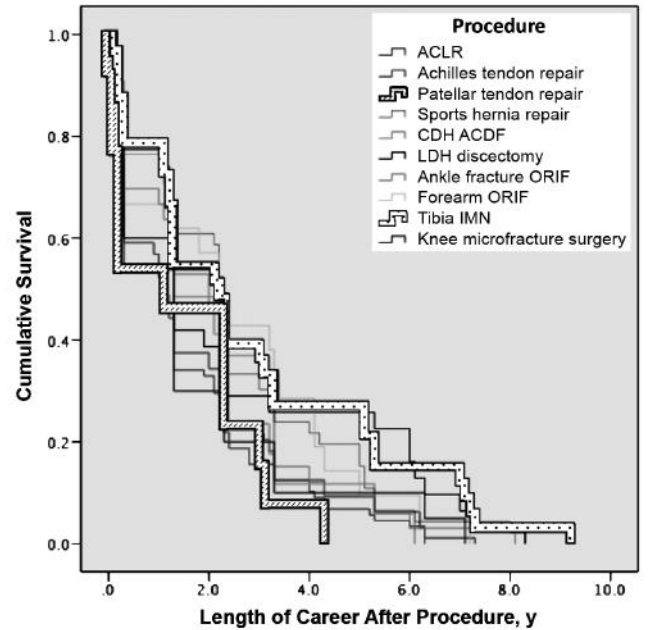 Procedure
ACLR
Achilles tendon repair
Patellar tendon repair
Sports hernia repair
CDH ACDF
LDH discectomy
Ankle fracture ORIF
Forearm ORIF
Tibia IMN
Knee microfracture surgery
Cumulative Survival
1.0
0.8
0.6
0.4
0.2
0.0
.0 2.0 4.0 6.0 8.0 10.0
Length of Career After Procedure, y